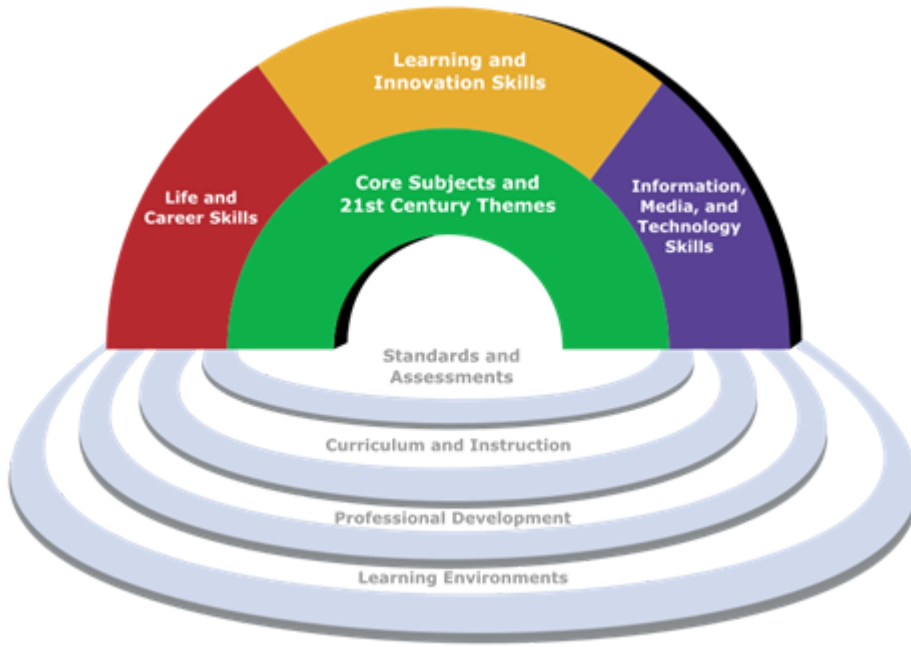 Learning and
Innovation Skills
Life and
Career Skills
Core Subjects and
21st Century Themes
Information,
Media, and
Technology
Skills
Standards and
Assessments
Curriculum and Instruction
Professional Development
Learning Environments